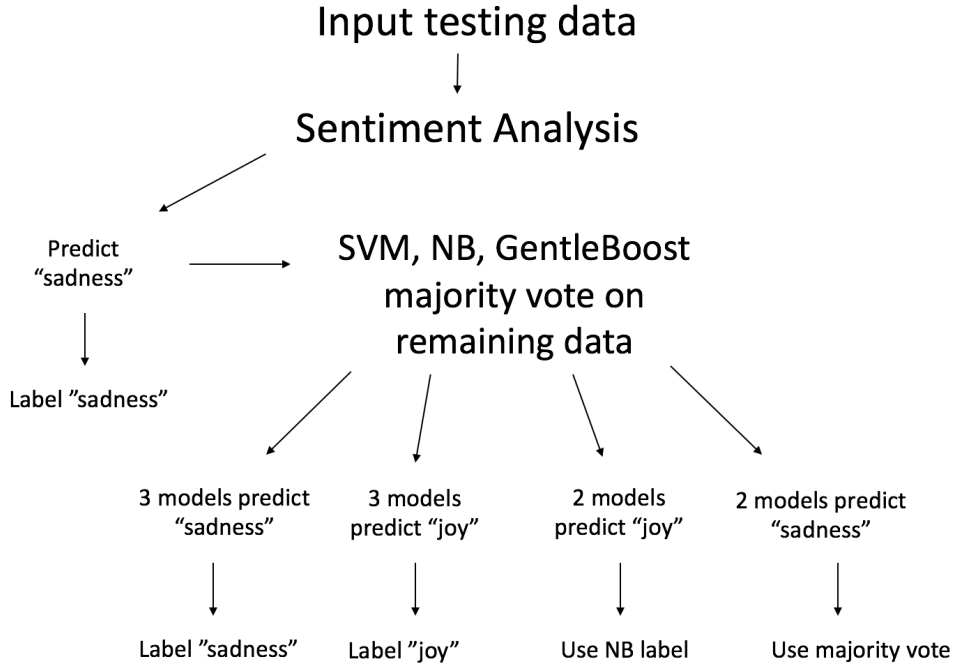 Input testing data
Sentiment Analysis
Predict
“sadness”
SVM, NB, GentleBoost
majority vote on
remaining data
Label ”sadness”
3 models predict
“sadness”
3 models
predict “joy”
2 models
predict “joy”
2 models predict
“sadness”
Label ”sadness”
Label ”joy”
Use NB label
Use majority vote